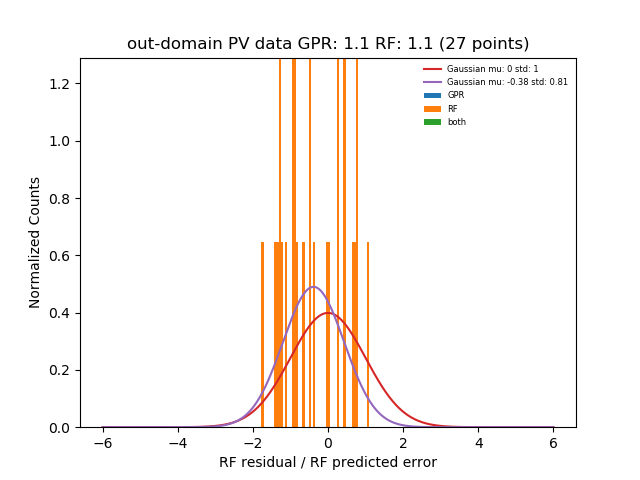 out-domain PV data GPR: 1.1 RF: 1.1 (27 points)
Gaussian mu: 0 std: 1
Gaussian mu: -0.38 std: 0.81
GPR
RF
both
Normalized Counts
1.2
1.0
0.8
0.6
0.4
0.2
0.0
−6 −4 −2 0 2 4 6
RF residual / RF predicted error